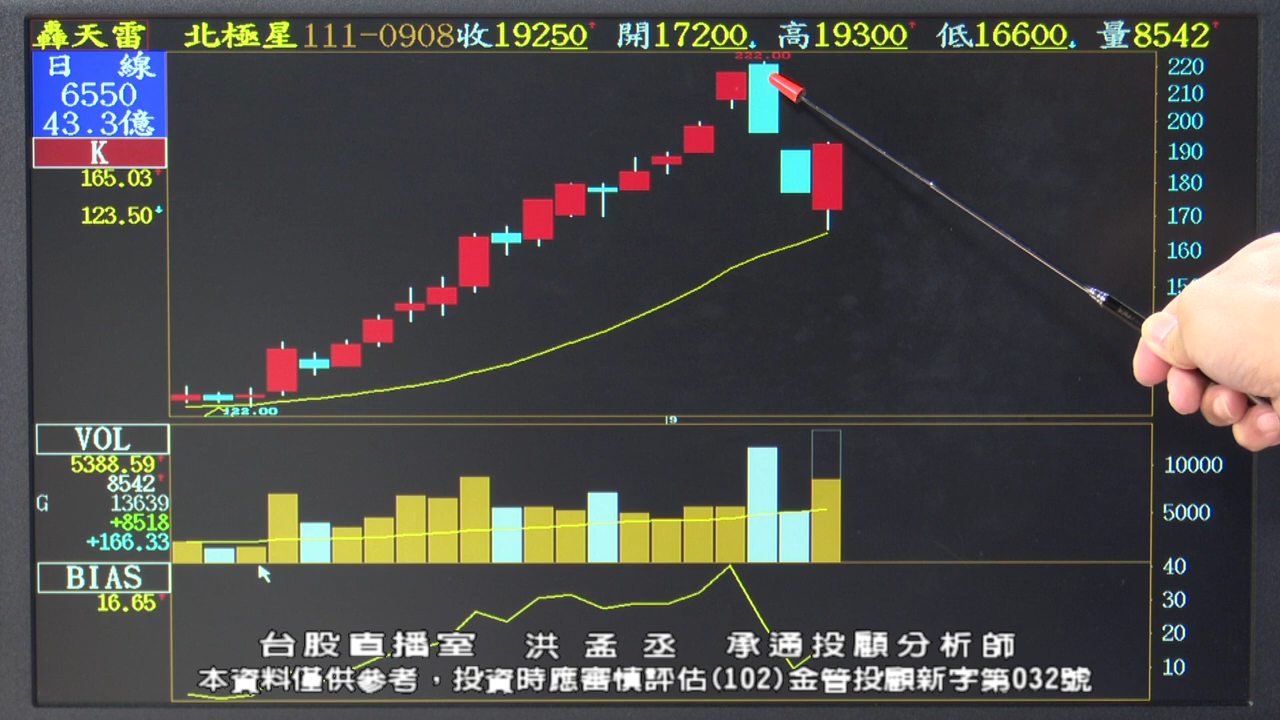 轟天雷 北極星111-0908收19250 開17200 高19300 低16600 量8542
日 線
6550
43.3億
K
165.03
123.50
222.00
220
210
200
190
180
170
160
122.00
9
VOL
5388.59
8542
G 13639
+8518
+166.33
10000
5000
BIAS
16.65
40
30
20
10
台股直播室 洪孟丞 承通投顧分析師
本資料僅供參考，投資時應審慎評估(102)金管投顧新字第032號